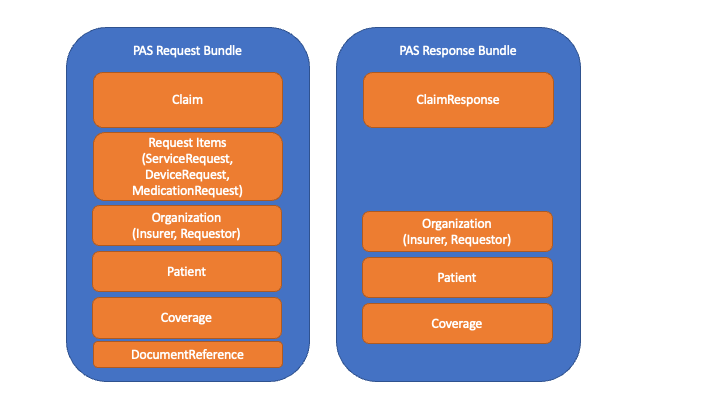 PAS Request Bundle
Claim
Request Items
(ServiceRequest,
DeviceRequest,
MedicationRequest)
Organization
(Insurer, Requestor)
Patient
Coverage
DocumentReference
PAS Response Bundle
ClaimResponse
Organization
(Insurer, Requestor)
Patient
Coverage